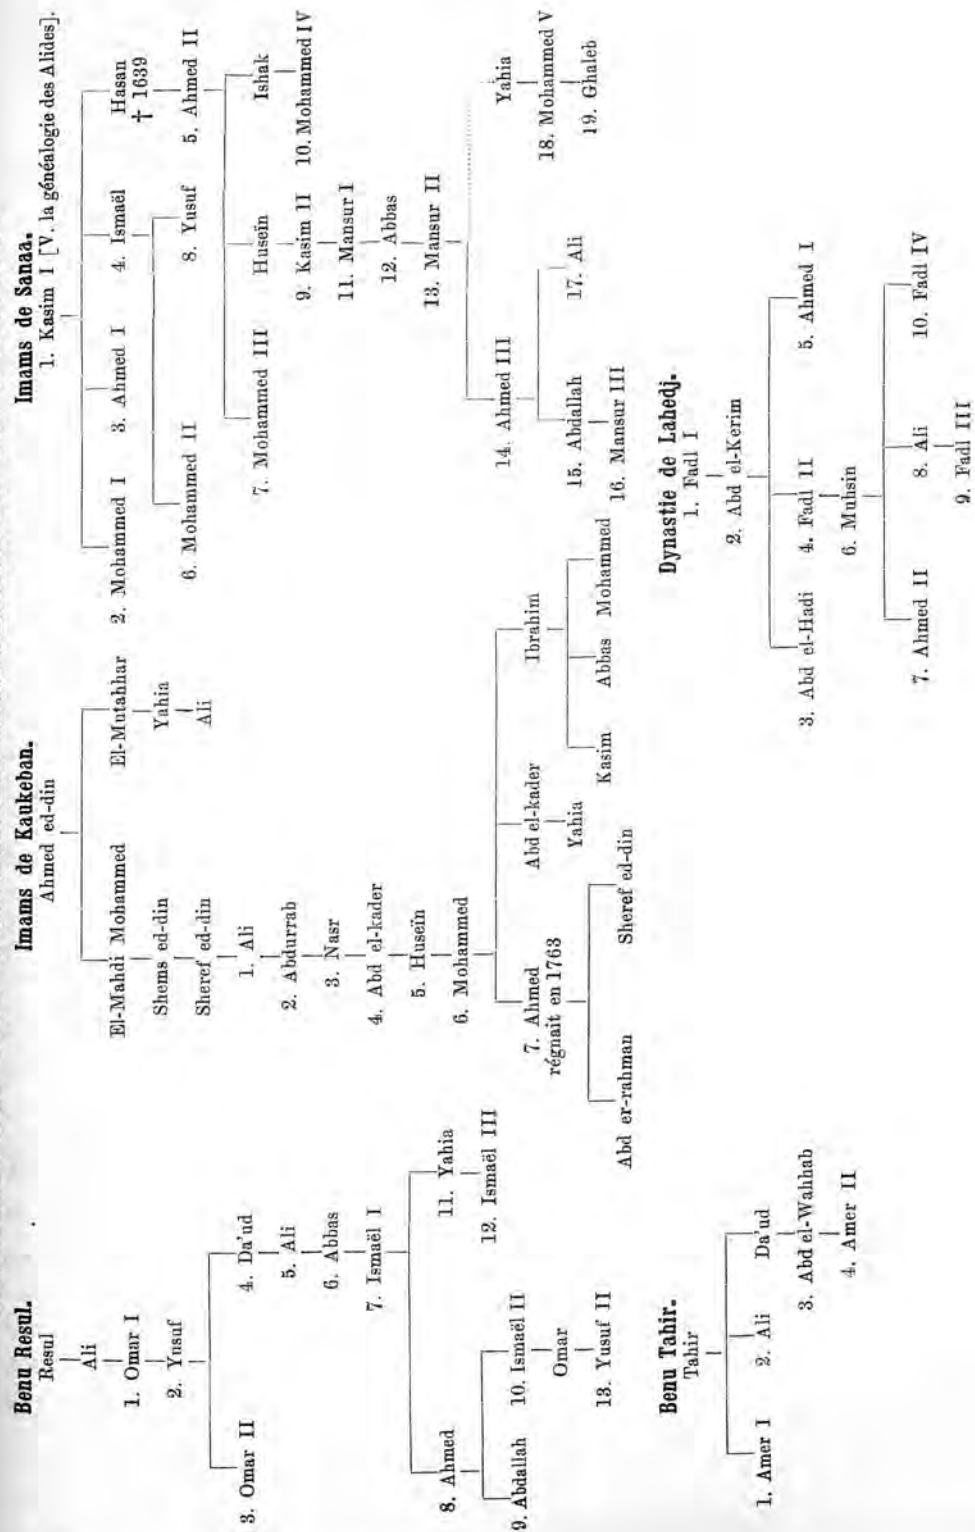 Benu Resul.
Resul
Ali
1. Omar I
2. Yusuf
3. Omar II
4. Da'ud
5. Ali
6. Abbas
7. Ismaël I
8. Ahmed
11. Yahia
9. Abdallah
10. Ismaël II
12. Ismaël III
Omar
13. Yusuf II
Benu Tahir.
Tahir
1. Amer I
2. Ali
Da'ud
3. Abd el-Wahhab
4. Amer II
Imams de Kaukeban.
Ahmed ed-din
El-Mahdi Mohammed
El-Mutahhar
Shems ed-din
Yahia
Sheref ed-din
Ali
1. Ali
2. Abdurrab
3. Nasr
4. Abd el-kader
5. Huseïn
6. Mohammed
7. Ahmed
régnait en 1763
Abd el-kader
Ibrahim
Yahia
Kasim
Abbas
Mohammed
Abd er-rahman
Sheref ed-din
Imams de Sanaa.
1. Kasim I [V. la généalogie des Alides].
2. Mohammed I
3. Ahmed I
4. Ismaël
Hasan
† 1639
6. Mohammed II
8. Yusuf
5. Ahmed II
7. Mohammed III
Huseïn
Ishak
9. Kasim II
10. Mohammed IV
11. Mansur I
12. Abbas
13. Mansur II
14. Ahmed III
Yahia
15. Abdallah
17. Ali
18. Mohammed V
16. Mansur III
19. Ghaleb
Dynastie de Lahedj.
1. Fadl I
2. Abd el-Kerim
3. Abd el-Hadi
4. Fadl II
5. Ahmed I
6. Muhsin
7. Ahmed II
8. Ali
10. Fadl IV
9. Fadl III